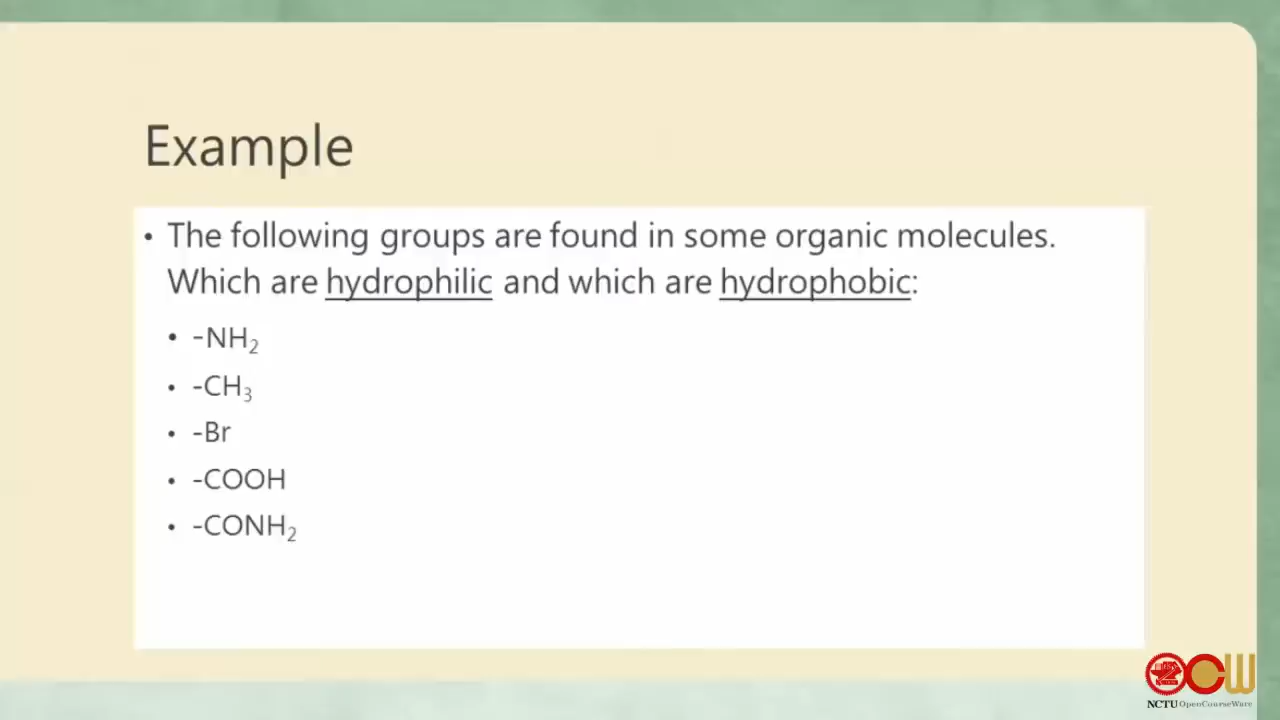 Example
• The following groups are found in some organic molecules.
Which are hydrophilic and which are hydrophobic:
• -NH₂
• -CH₃
• -Br
• -COOH
• -CONH₂
OCW
NCTU OpenCourseWare